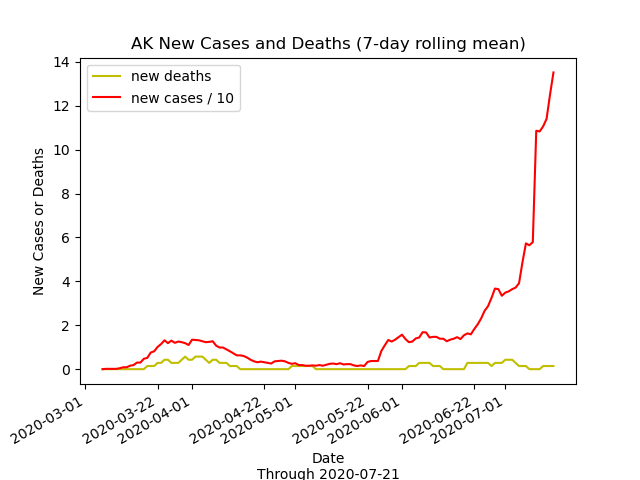 AK New Cases and Deaths (7-day rolling mean)
new deaths
new cases / 10
14
12
10
8
6
4
2
0
New Cases or Deaths
2020-03-01
2020-03-22
2020-04-01
2020-04-22
2020-05-01
2020-05-22
2020-06-01
2020-06-22
2020-07-01
Date
Through 2020-07-21